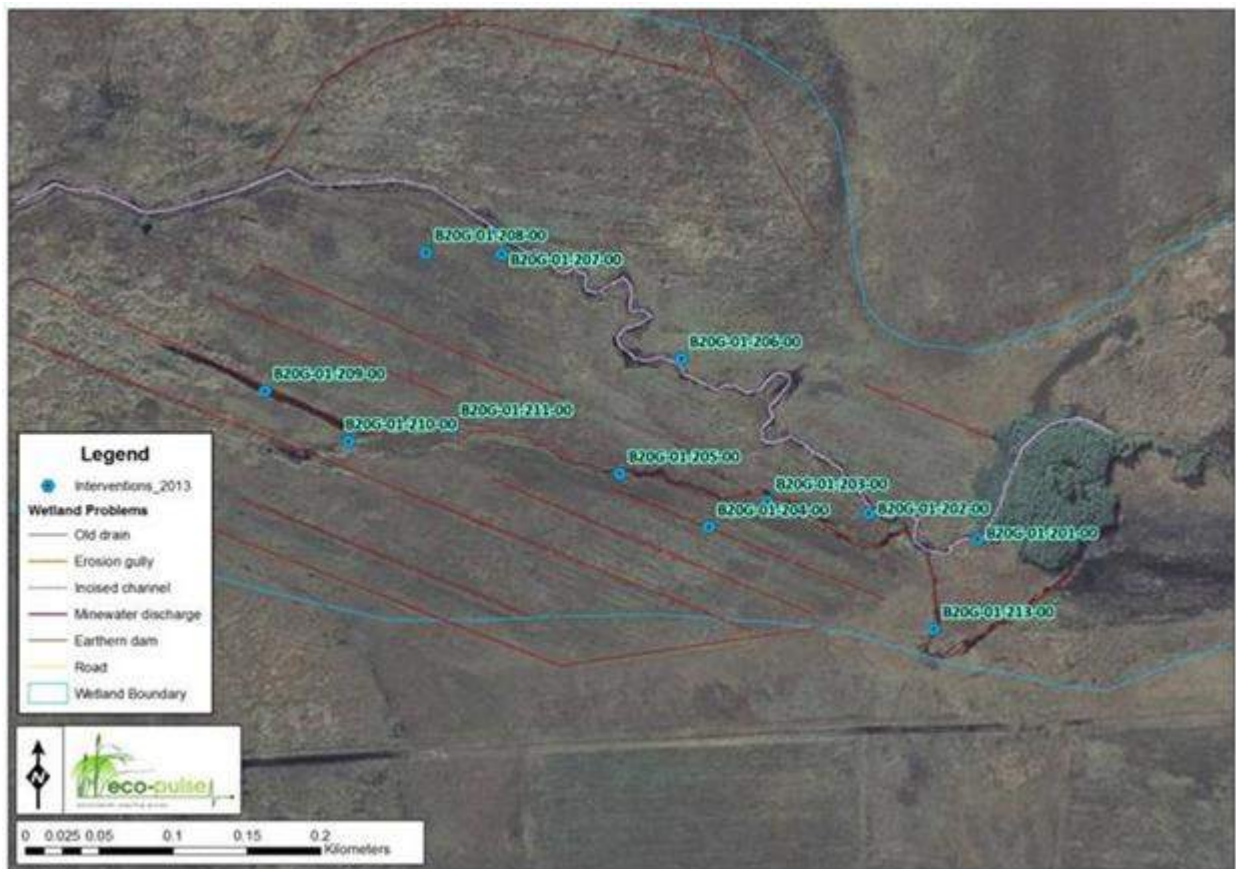 B20G-01-208-00
B20G-01-207-00
B20G-01-206-00
B20G-01-209-00
B20G-01-211-00
B20G-01-210-00
B20G-01-205-00
B20G-01-203-00
B20G-01-204-00
B20G-01-202-00
B20G-01-201-00
B20G-01-213-00
Legend
Interventions_2013
Wetland Problems
Old drain
Erosion gully
Incised channel
Minewater discharge
Earthern dam
Road
Wetland Boundary
N
eco-pulse
0 0.025 0.05 0.1 0.15 0.2
Kilometers